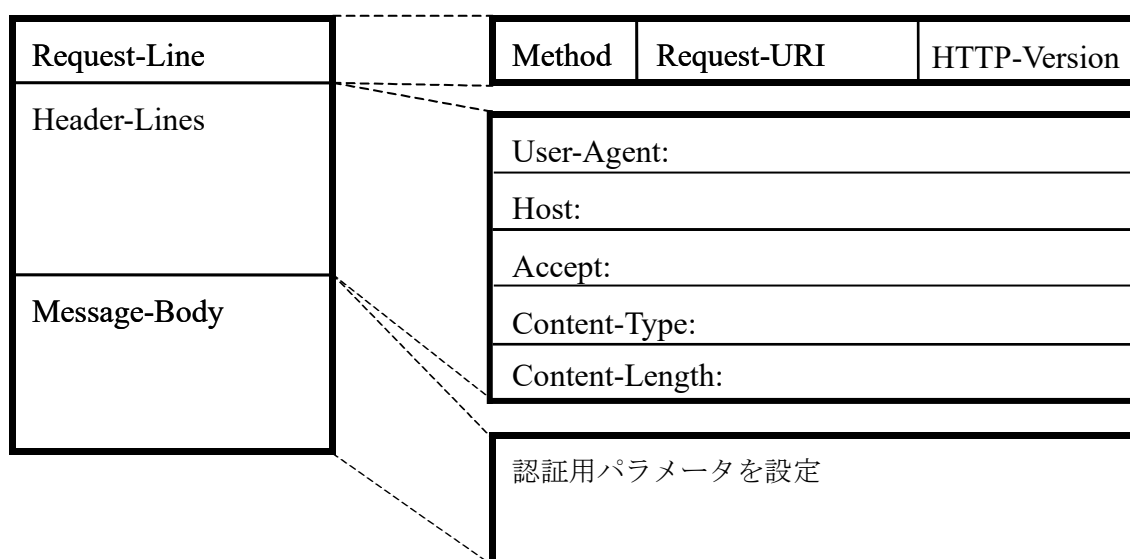 Request-Line
Header-Lines
Message-Body
Method Request-URI HTTP-Version
User-Agent:
Host:
Accept:
Content-Type:
Content-Length:
認証用パラメータを設定